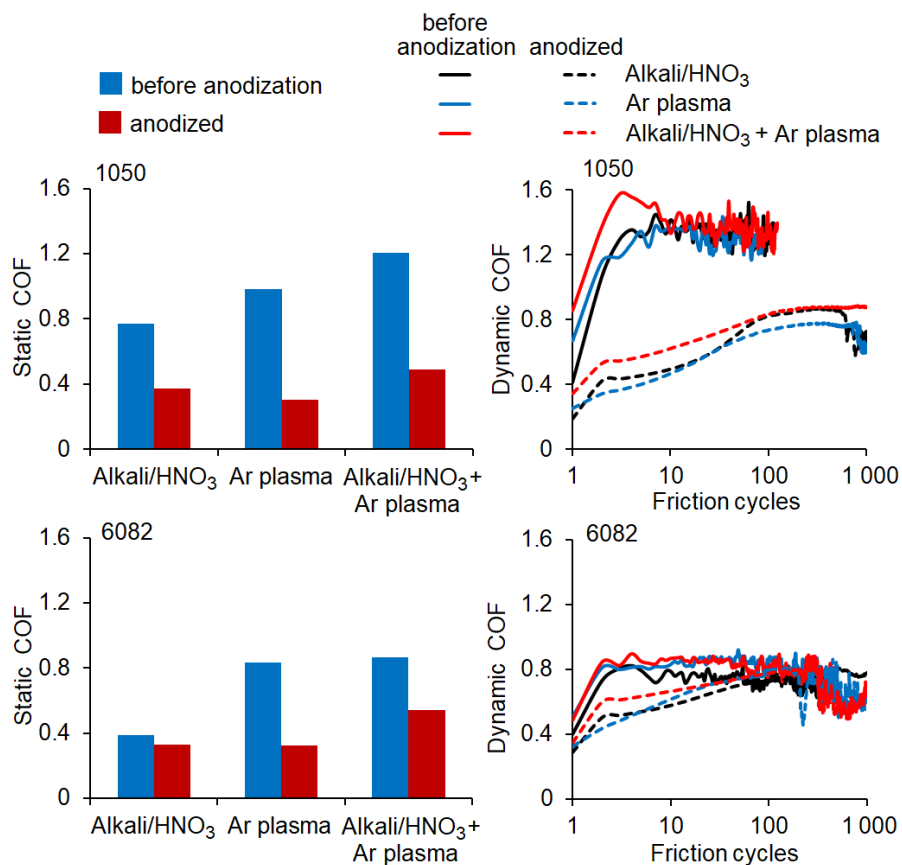 before anodization
anodized
before
anodization
anodized
Alkali/HNO₃
Ar plasma
Alkali/HNO₃ + Ar plasma
1050
1.6
1.2
0.8
0.4
0
Static COF
Alkali/HNO₃
Ar plasma
Alkali/HNO₃+
Ar plasma
1050
1.6
1.2
0.8
0.4
0
Dynamic COF
1
10
100
1 000
Friction cycles
6082
1.6
1.2
0.8
0.4
0
Static COF
Alkali/HNO₃
Ar plasma
Alkali/HNO₃+
Ar plasma
6082
1.6
1.2
0.8
0.4
0
Dynamic COF
1
10
100
1 000
Friction cycles